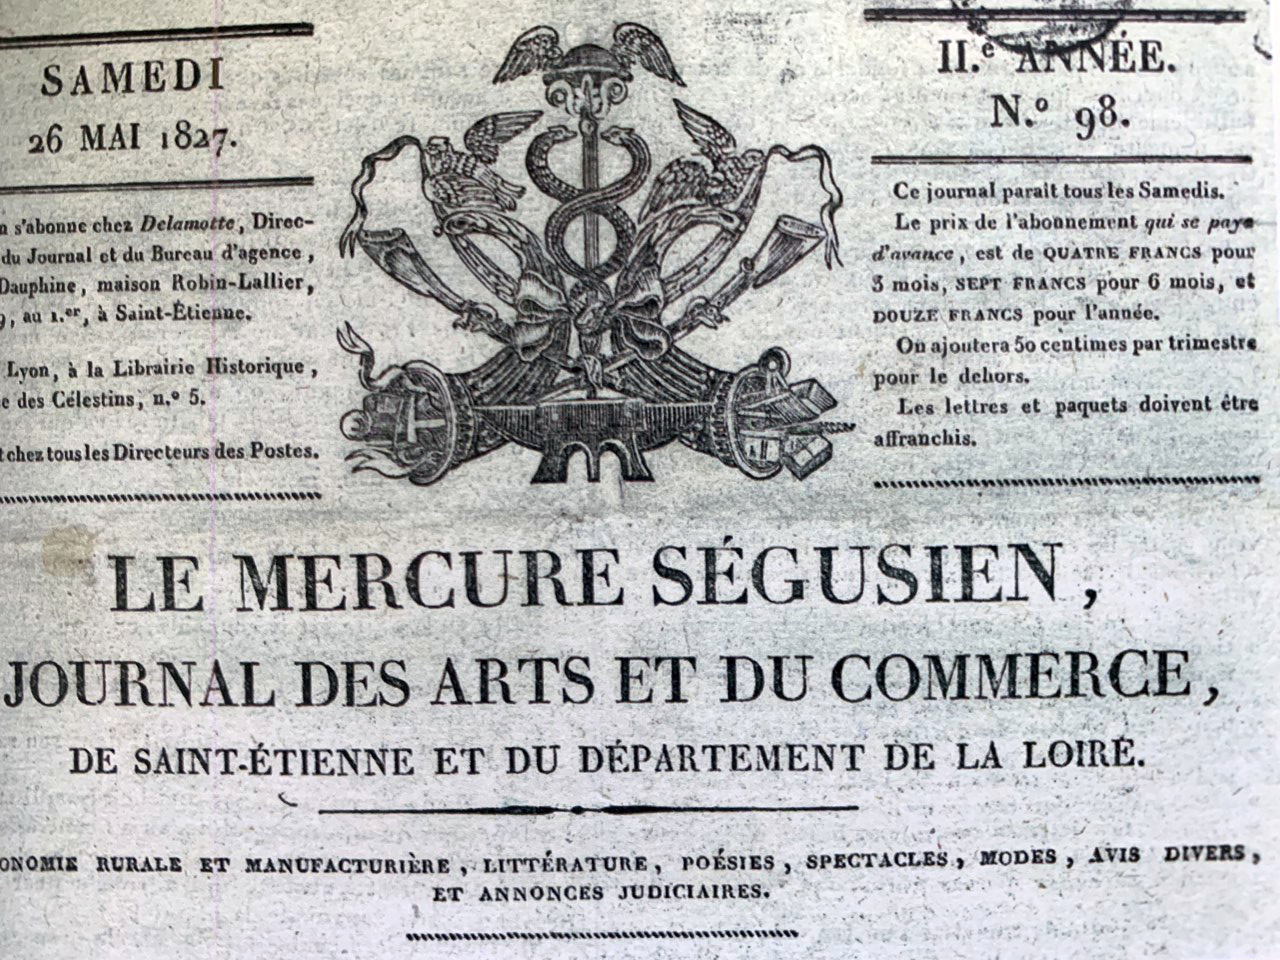 SAMEDI
26 MAI 1827.
n s'abonne chez Delamotte, Direc-
du Journal et du Bureau d'agence,
Dauphine, maison Robin-Lallier,
9, au 1.er, à Saint-Étienne.
Lyon, à la Librairie Historique,
e des Célestins, n.º 5.
t chez tous les Directeurs des Postes.
II.e ANNÉE.
N.º 98.
Ce journal parait tous les Samedis.
Le prix de l'abonnement qui se paye
d'avance, est de QUATRE FRANCS pour
3 mois, SEPT FRANCS pour 6 mois, et
DOUZE FRANCS pour l'année.
On ajoutera 50 centimes par trimestre
pour le dehors.
Les lettres et paquets doivent être
affranchis.
LE MERCURE SÉGUSIEN,
JOURNAL DES ARTS ET DU COMMERCE,
DE SAINT-ÉTIENNE ET DU DÉPARTEMENT DE LA LOIRE.
ONOMIE RURALE ET MANUFACTURIÈRE, LITTÉRATURE, POÉSIES, SPECTACLES, MODES, AVIS DIVERS,
ET ANNONCES JUDICIAIRES.